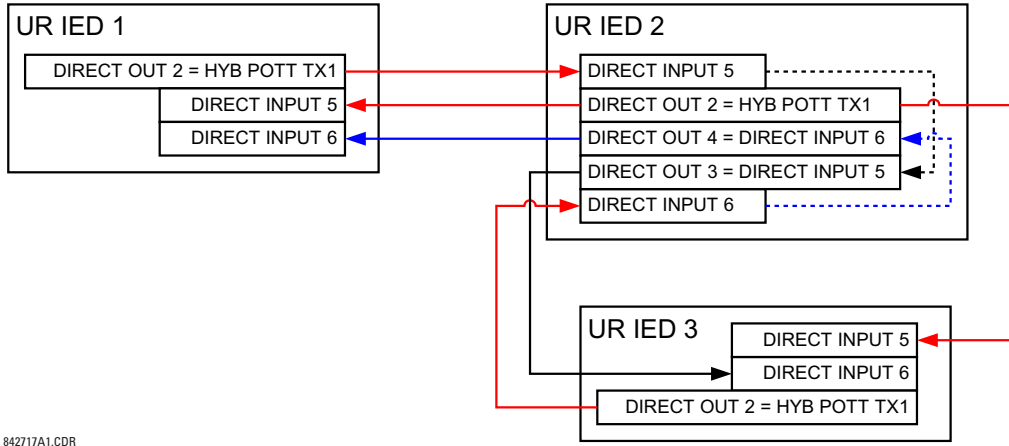 UR IED 1
DIRECT OUT 2 = HYB POTT TX1
DIRECT INPUT 5
DIRECT INPUT 6
UR IED 2
DIRECT INPUT 5
DIRECT OUT 2 = HYB POTT TX1
DIRECT OUT 4 = DIRECT INPUT 6
DIRECT OUT 3 = DIRECT INPUT 5
DIRECT INPUT 6
UR IED 3
DIRECT INPUT 5
DIRECT INPUT 6
DIRECT OUT 2 = HYB POTT TX1
842717A1.CDR